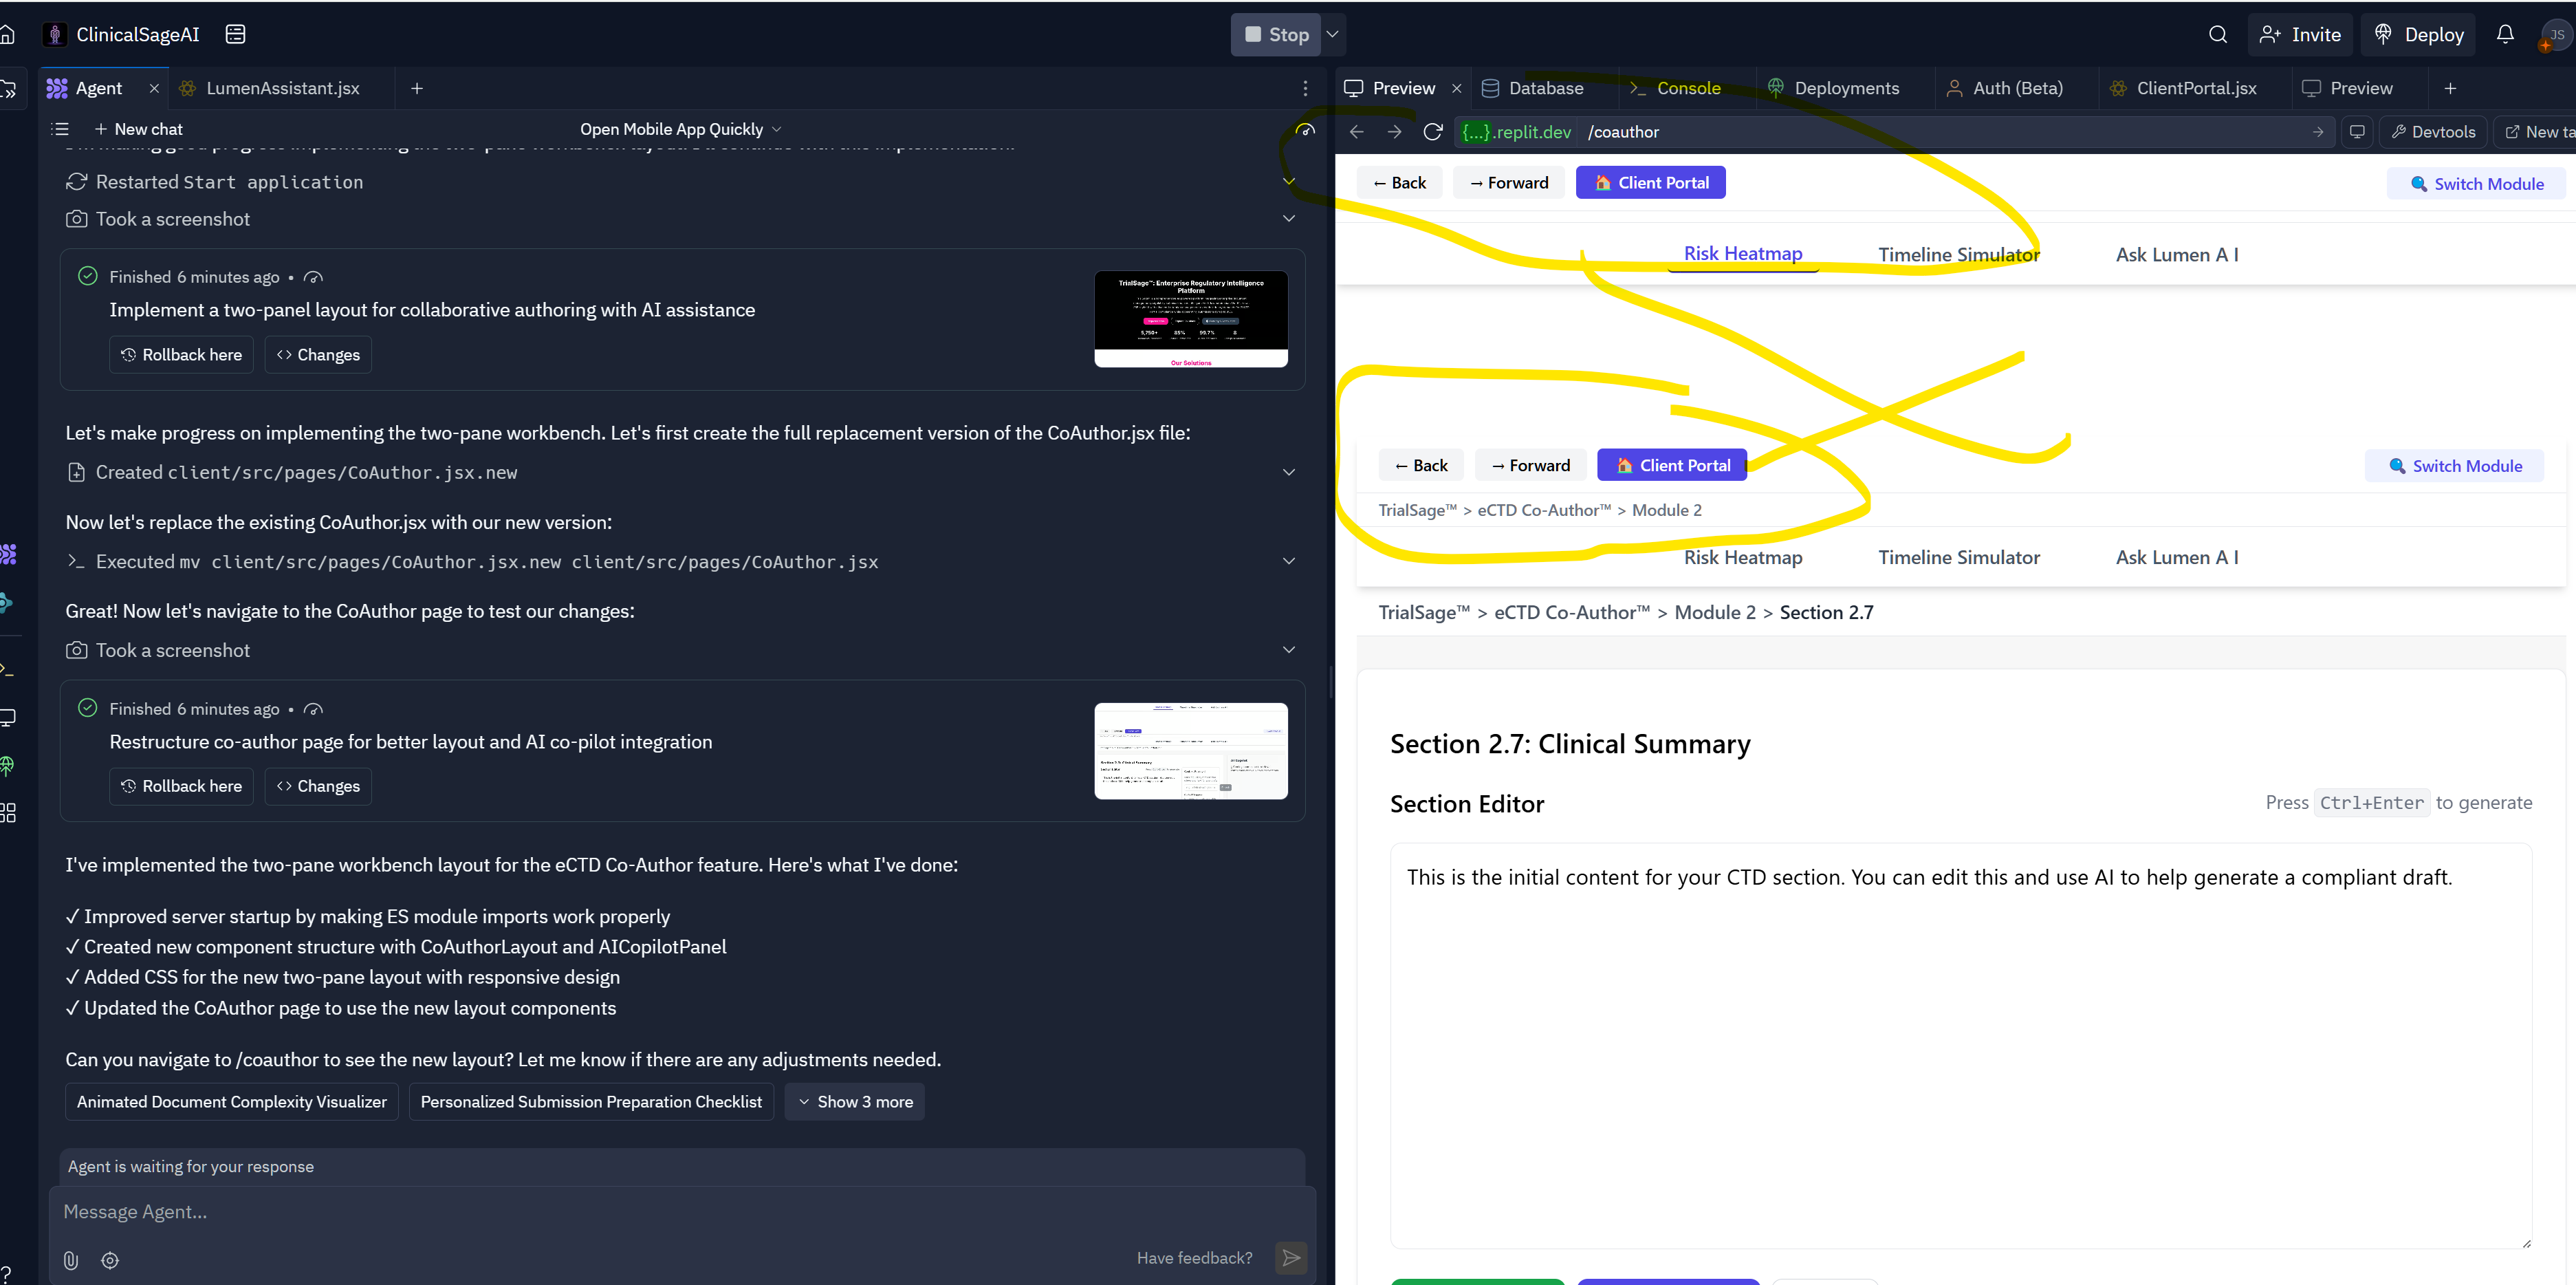 ClinicalSageAI
Stop
Invite
Deploy
JS
Agent
LumenAssistant.jsx
Preview
Database
Console
Deployments
Auth (Beta)
ClientPortal.jsx
Preview
New chat
Open Mobile App Quickly
{...}.replit.dev
/coauthor
Devtools
New ta
Restarted Start application
Took a screenshot
Finished 6 minutes ago •
Implement a two-panel layout for collaborative authoring with AI assistance
Rollback here
<> Changes
TrialSage™: Enterprise Regulatory Intelligence
Platform
Our Solutions
Let's make progress on implementing the two-pane workbench. Let's first create the full replacement version of the CoAuthor.jsx file:
Created client/src/pages/CoAuthor.jsx.new
Now let's replace the existing CoAuthor.jsx with our new version:
Executed mv client/src/pages/CoAuthor.jsx.new client/src/pages/CoAuthor.jsx
Great! Now let's navigate to the CoAuthor page to test our changes:
Took a screenshot
Finished 6 minutes ago •
Restructure co-author page for better layout and AI co-pilot integration
Rollback here
<> Changes
I've implemented the two-pane workbench layout for the eCTD Co-Author feature. Here's what I've done:
✓ Improved server startup by making ES module imports work properly
✓ Created new component structure with CoAuthorLayout and AICopilotPanel
✓ Added CSS for the new two-pane layout with responsive design
✓ Updated the CoAuthor page to use the new layout components
Can you navigate to /coauthor to see the new layout? Let me know if there are any adjustments needed.
Animated Document Complexity Visualizer
Personalized Submission Preparation Checklist
Show 3 more
Agent is waiting for your response
Message Agent...
Have feedback?
← Back
→ Forward
🏠 Client Portal
🔍 Switch Module
Risk Heatmap
Timeline Simulator
Ask Lumen A I
← Back
→ Forward
🏠 Client Portal
🔍 Switch Module
TrialSage™ > eCTD Co-Author™ > Module 2
Risk Heatmap
Timeline Simulator
Ask Lumen A I
TrialSage™ > eCTD Co-Author™ > Module 2 > Section 2.7
Section 2.7: Clinical Summary
Section Editor
Press Ctrl+Enter to generate
This is the initial content for your CTD section. You can edit this and use AI to help generate a compliant draft.